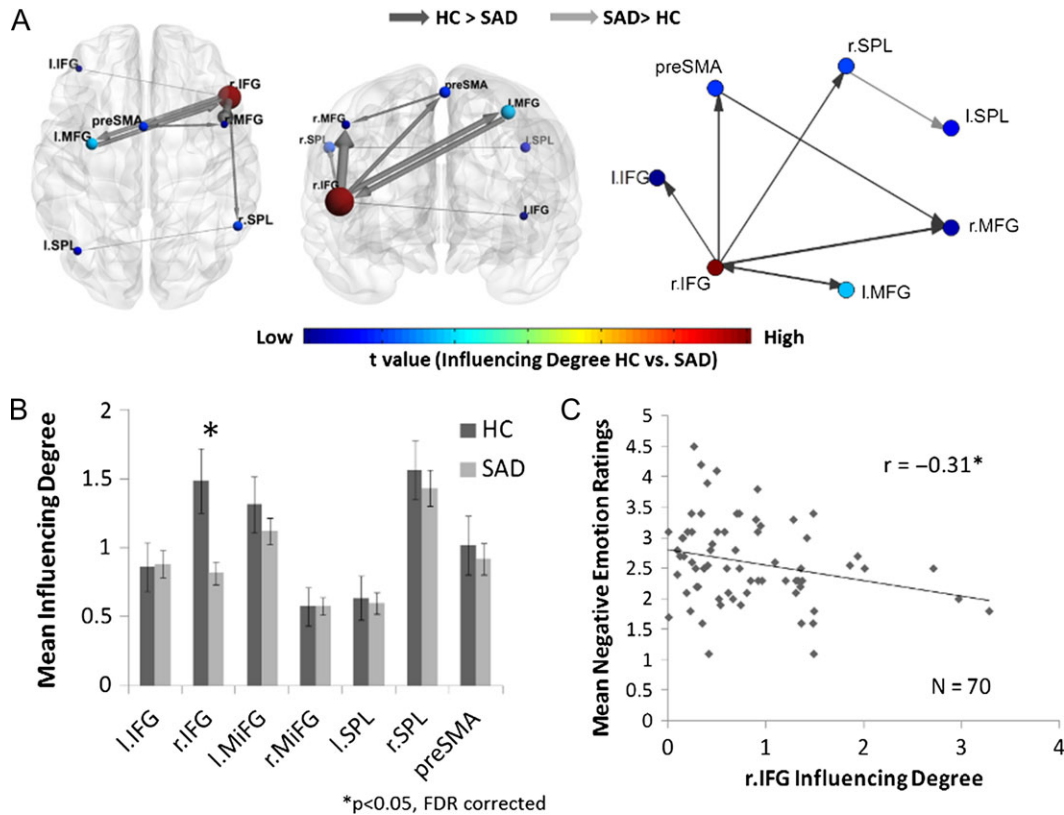 A
HC > SAD
SAD> HC
l.IFG
r.IFG
preSMA
r.MFG
l.MFG
r.SPL
l.SPL
preSMA
l.MFG
r.MFG
r.SPL
l.SPL
r.IFG
l.IFG
r.SPL
preSMA
l.SPL
l.IFG
r.MFG
r.IFG
l.MFG
Low
High
t value (Influencing Degree HC vs. SAD)
B
Mean Influencing Degree
2
1.5
1
0.5
0
*
HC
SAD
l.IFG
r.IFG
l.MiFG
r.MiFG
l.SPL
r.SPL
preSMA
*p<0.05, FDR corrected
C
Mean Negative Emotion Ratings
5
4.5
4
3.5
3
2.5
2
1.5
1
0.5
0
r = −0.31*
N = 70
0
1
2
3
4
r.IFG Influencing Degree